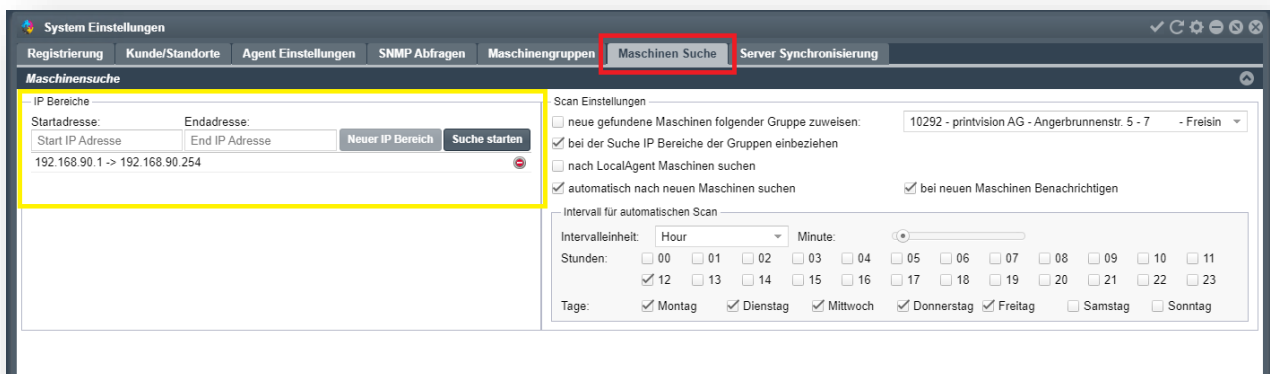 System Einstellungen
Registrierung Kunde/Standorte Agent Einstellungen SNMP Abfragen Maschinengruppen Maschinen Suche Server Synchronisierung
Maschinensuche
IP Bereiche
Startadresse: Endadresse:
Start IP Adresse End IP Adresse Neuer IP Bereich Suche starten
192.168.90.1 -> 192.168.90.254
Scan Einstellungen
neue gefundene Maschinen folgender Gruppe zuweisen: 10292 - printvision AG - Angerbrunnenstr. 5 - 7 - Freisin
bei der Suche IP Bereiche der Gruppen einbeziehen
nach LocalAgent Maschinen suchen
automatisch nach neuen Maschinen suchen bei neuen Maschinen Benachrichtigen
Intervall für automatischen Scan
Intervalleinheit: Hour Minute:
Stunden: 00 01 02 03 04 05 06 07 08 09 10 11
12 13 14 15 16 17 18 19 20 21 22 23
Tage: Montag Dienstag Mittwoch Donnerstag Freitag Samstag Sonntag